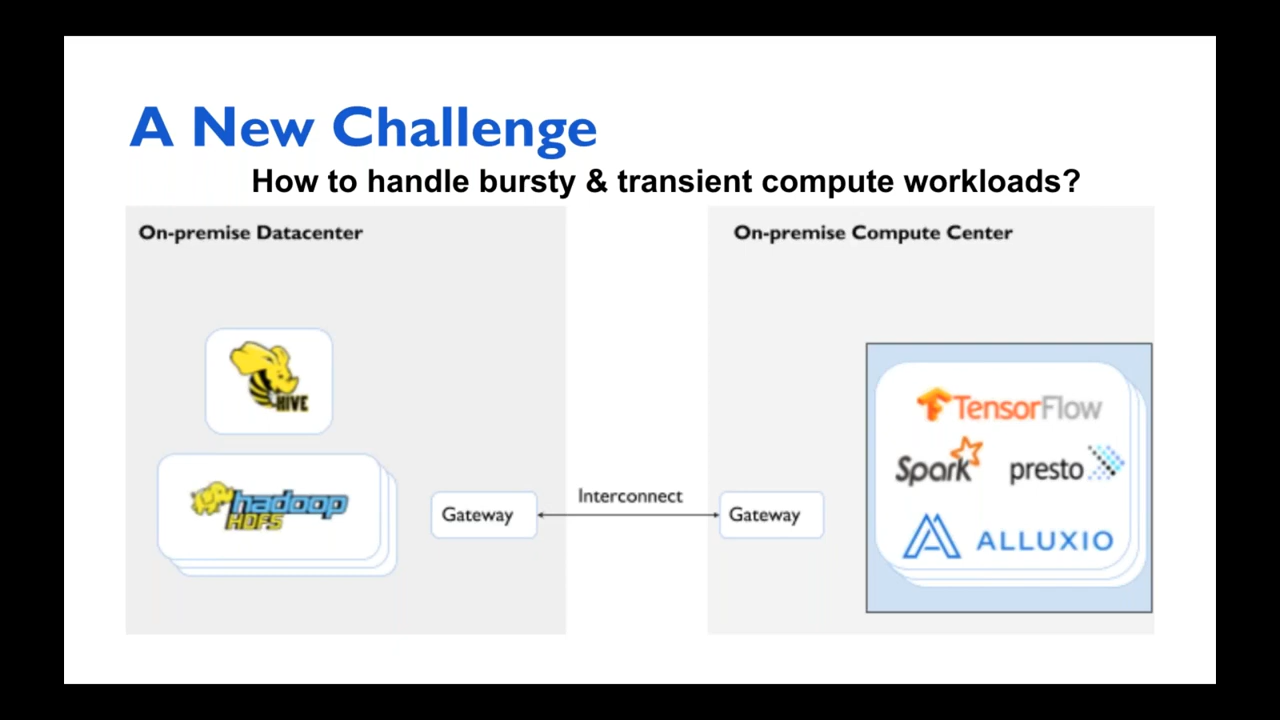 A New Challenge
How to handle bursty & transient compute workloads?
On-premise Datacenter
HIVE
hadoop
HDFS
Gateway
Interconnect
On-premise Compute Center
Gateway
TensorFlow
Spark
presto
ALLUXIO